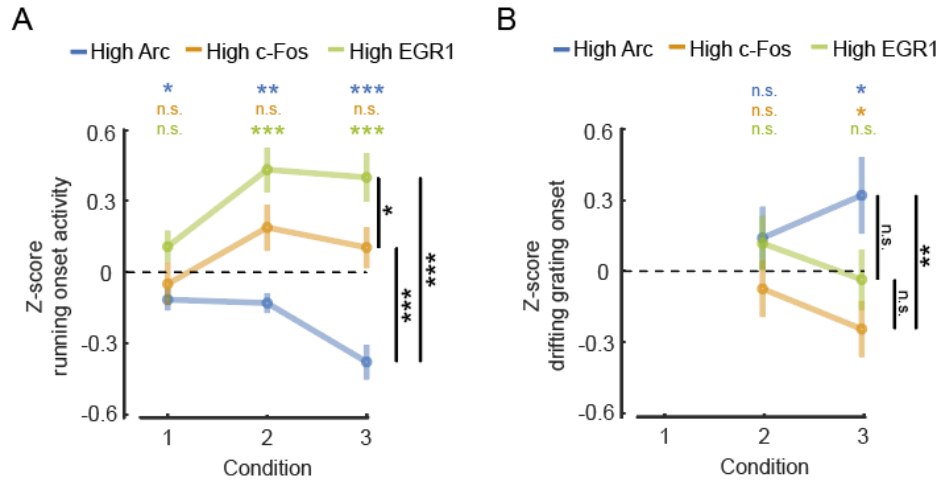 A
High Arc High c-Fos High EGR1
* ** ***
n.s. n.s. n.s.
n.s. *** ***
0.6
0.3
0
-0.3
-0.6
Z-score
running onset activity
1 2 3
Condition
*
***
***
B
High Arc High c-Fos High EGR1
n.s. *
n.s. *
n.s. n.s.
0.6
0.3
0
-0.3
-0.6
Z-score
drifting grating onset
1 2 3
Condition
n.s.
n.s.
**